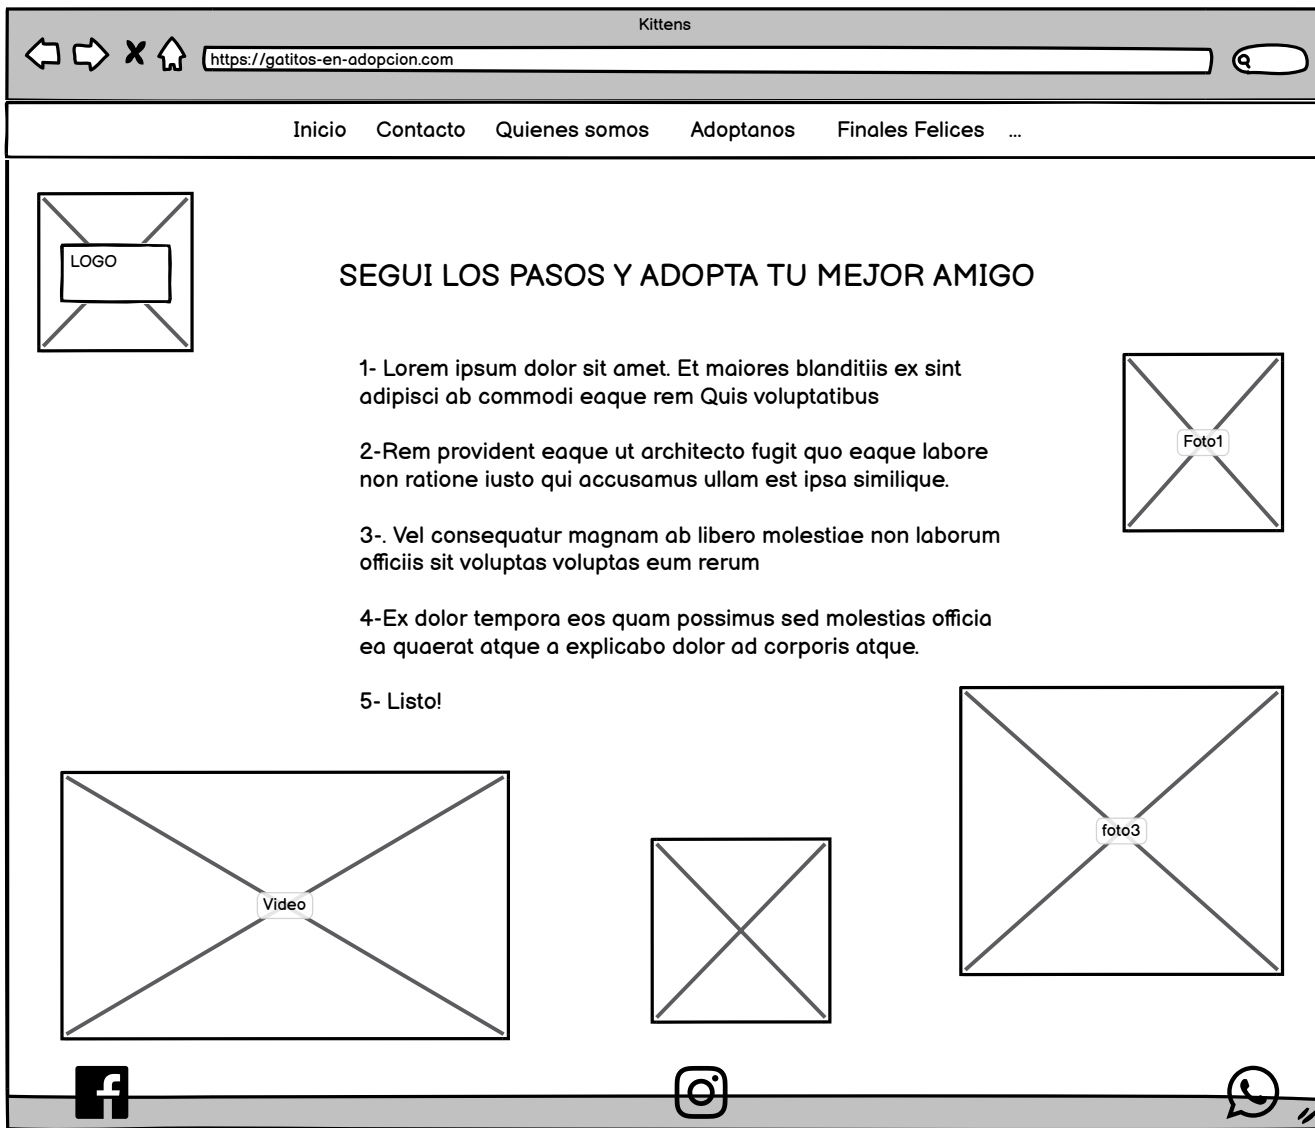 Kittens
https://gatitos-en-adopcion.com
Inicio Contacto Quienes somos Adoptanos Finales Felices ...
LOGO
SEGUI LOS PASOS Y ADOPTA TU MEJOR AMIGO
1- Lorem ipsum dolor sit amet. Et maiores blanditiis ex sint
adipisci ab commodi eaque rem Quis voluptatibus
2-Rem provident eaque ut architecto fugit quo eaque labore
non ratione iusto qui accusamus ullam est ipsa similique.
3-. Vel consequatur magnam ab libero molestiae non laborum
officiis sit voluptas voluptas eum rerum
4-Ex dolor tempora eos quam possimus sed molestias officia
ea quaerat atque a explicabo dolor ad corporis atque.
5- Listo!
Foto1
foto3
Video